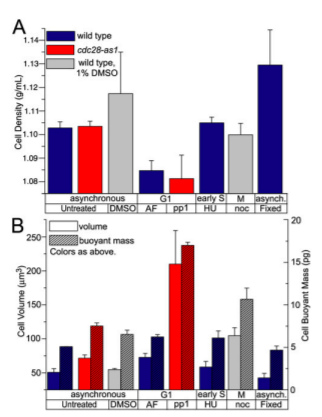 A
wild type
cdc28-as1
wild type,
1% DMSO
Cell Density (g/mL)
1.14
1.13
1.12
1.11
1.10
1.09
1.08
asynchronous G1 early S M asynch.
Untreated DMSO AF pp1 HU noc Fixed
B
volume
buoyant mass
Colors as above.
Cell Volume (µm³)
250
200
150
100
50
Cell Buoyant Mass (pg)
20
15
10
5
0
asynchronous G1 early S M asynch.
Untreated DMSO AF pp1 HU noc Fixed